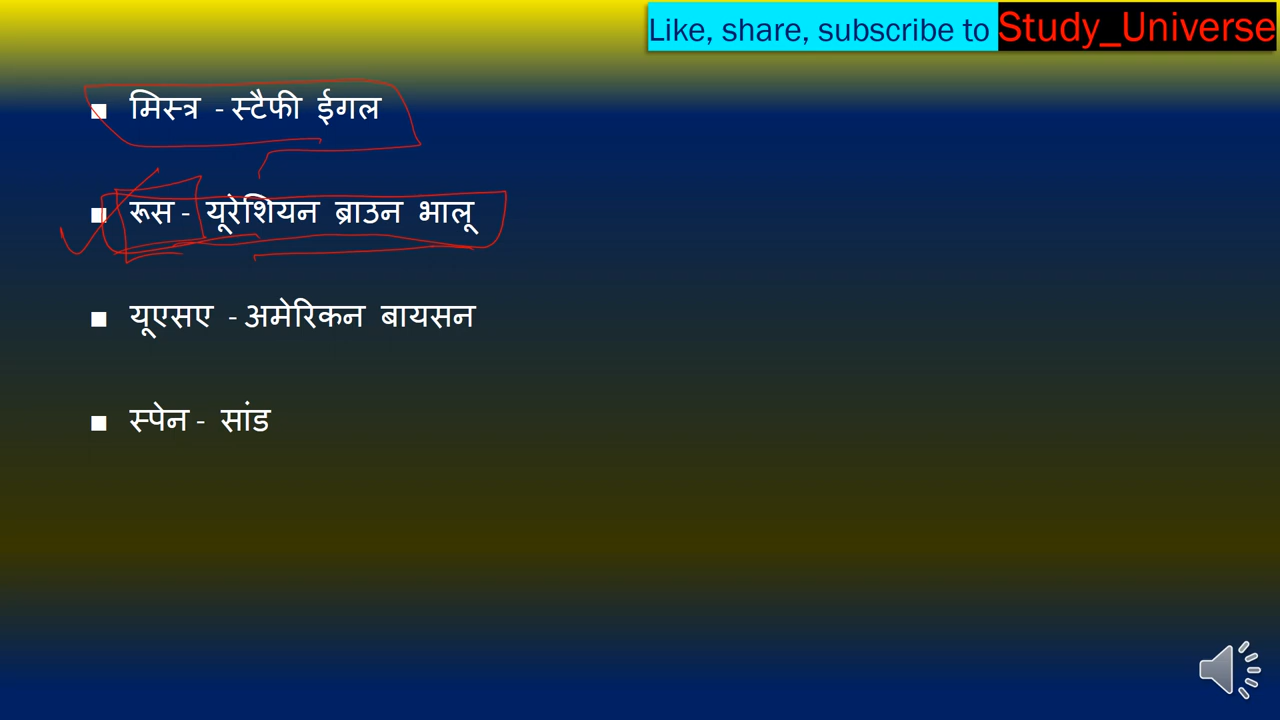 Like, share, subscribe to Study_Universe
मिस्त्र - स्टैफी ईगल
रूस - यूरेशियन ब्राउन भालू
यूएसए - अमेरिकन बायसन
स्पेन - सांड